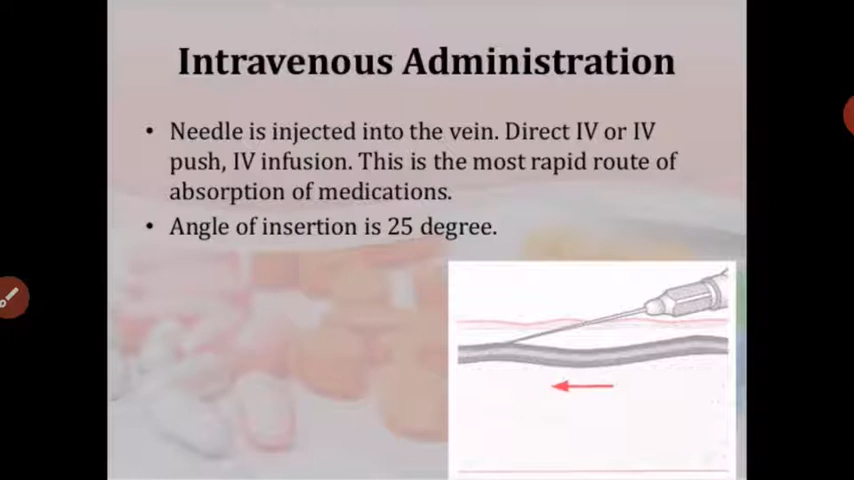 Intravenous Administration
• Needle is injected into the vein. Direct IV or IV
push, IV infusion. This is the most rapid route of
absorption of medications.
• Angle of insertion is 25 degree.